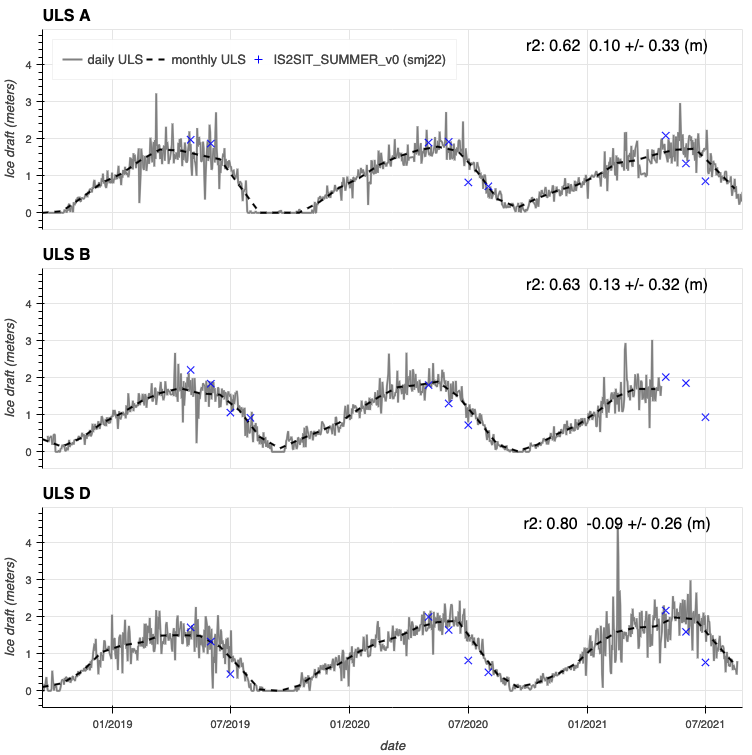 ULS A
r2: 0.62 0.10 +/- 0.33 (m)
daily ULS monthly ULS IS2SIT_SUMMER_v0 (smj22)
Ice draft (meters)
4
3
2
1
0
ULS B
r2: 0.63 0.13 +/- 0.32 (m)
Ice draft (meters)
4
3
2
1
0
ULS D
r2: 0.80 -0.09 +/- 0.26 (m)
Ice draft (meters)
4
3
2
1
0
01/2019 07/2019 01/2020 07/2020 01/2021 07/2021
date